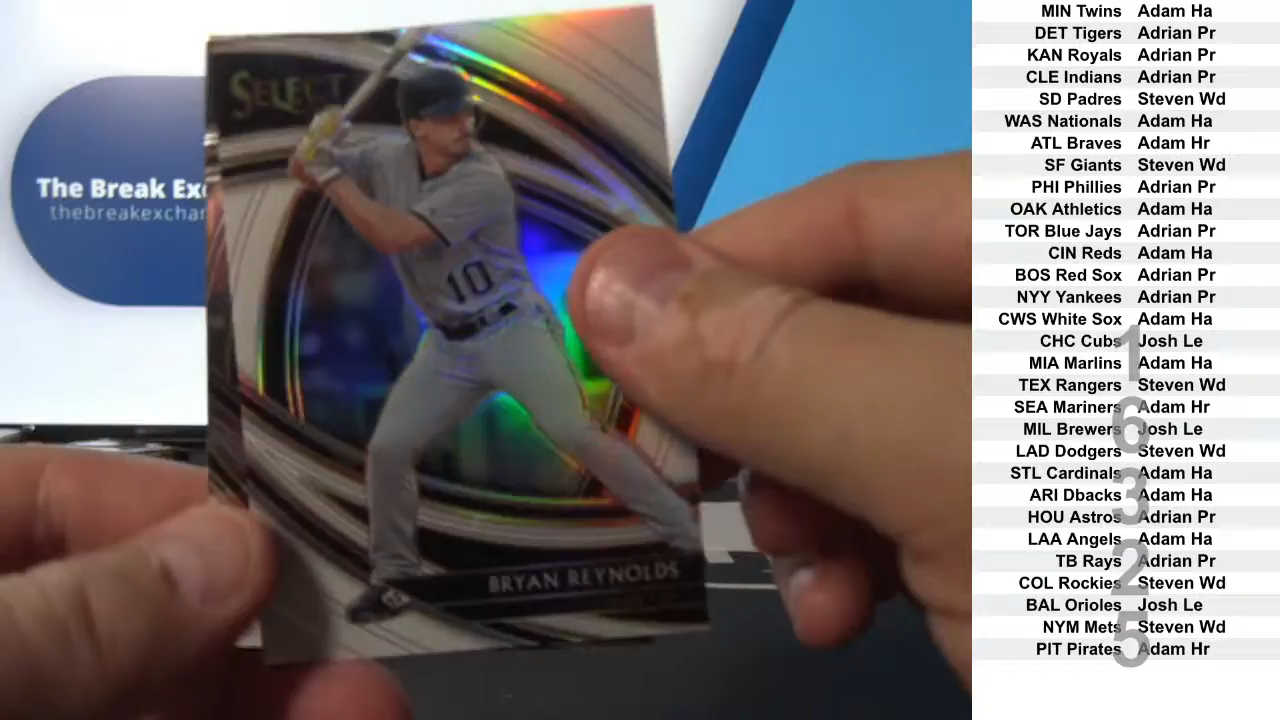 SELECT
The Break Exc
thebreakexchan
10
BRYAN REYNOLDS
MIN Twins Adam Ha
DET Tigers Adrian Pr
KAN Royals Adrian Pr
CLE Indians Adrian Pr
SD Padres Steven Wd
WAS Nationals Adam Ha
ATL Braves Adam Hr
SF Giants Steven Wd
PHI Phillies Adrian Pr
OAK Athletics Adam Ha
TOR Blue Jays Adrian Pr
CIN Reds Adam Ha
BOS Red Sox Adrian Pr
NYY Yankees Adrian Pr
CWS White Sox Adam Ha
CHC Cubs Josh Le
MIA Marlins Adam Ha
TEX Rangers Steven Wd
SEA Mariners Adam Hr
MIL Brewers Josh Le
LAD Dodgers Steven Wd
STL Cardinals Adam Ha
ARI Dbacks Adam Ha
HOU Astros Adrian Pr
LAA Angels Adam Ha
TB Rays Adrian Pr
COL Rockies Steven Wd
BAL Orioles Josh Le
NYM Mets Steven Wd
PIT Pirates Adam Hr
1
6
3
2
5